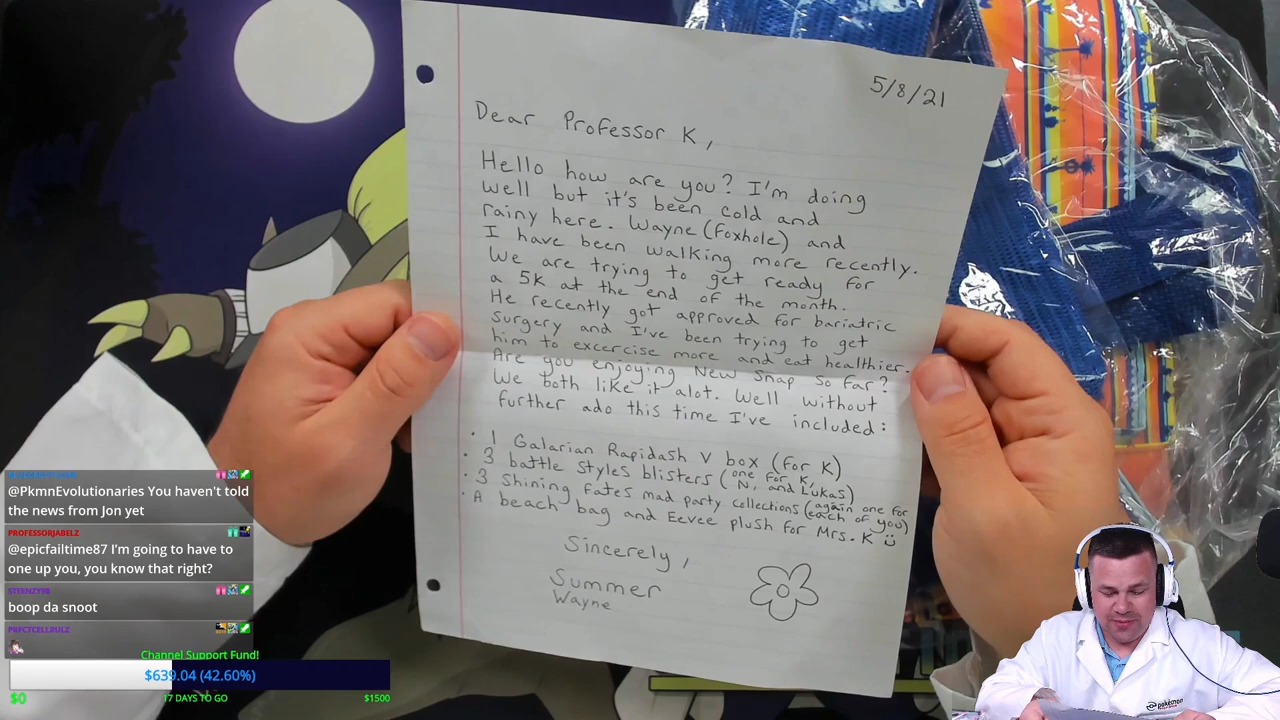 5/8/21
Dear Professor K,
Hello how are you? I'm doing
well but it's been cold and
rainy here. Wayne (Foxhole) and
I have been walking more recently.
We are trying to get ready for
a 5K at the end of the month.
He recently got approved for bariatric
surgery and I've been trying to get
him to excercise more and eat healthier.
Are you enjoying New Snap so far?
We both like it alot. Well without
further ado this time I've included:
· 1 Galarian Rapidash V box (for K)
· 3 battle styles blisters (one for K,
N, and Lukas)
· 3 Shining Fates mad party collections (again one for
each of you)
· A beach bag and Eevee plush for Mrs. K
Sincerely,
Summer
Wayne
@PkmnEvolutionaries You haven't told
the news from Jon yet
PROFESSORJABELZ
@epicfailtime87 I'm going to have to
one up you, you know that right?
boop da snoot
PRFCTCELLRULZ
Channel Support Fund!
$639.04 (42.60%)
$0
17 DAYS TO GO
$1500
pokémon